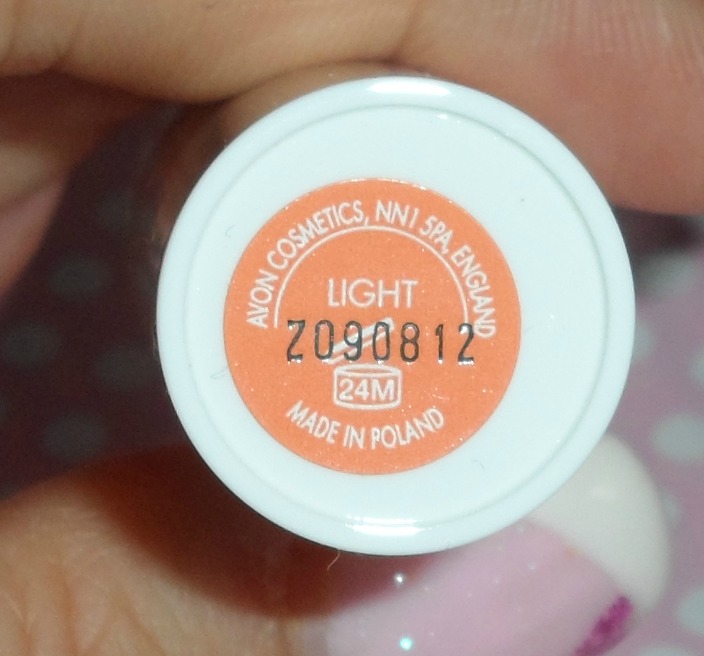 AVON COSMETICS, NN1 5PA, ENGLAND
LIGHT
Z090812
24M
MADE IN POLAND